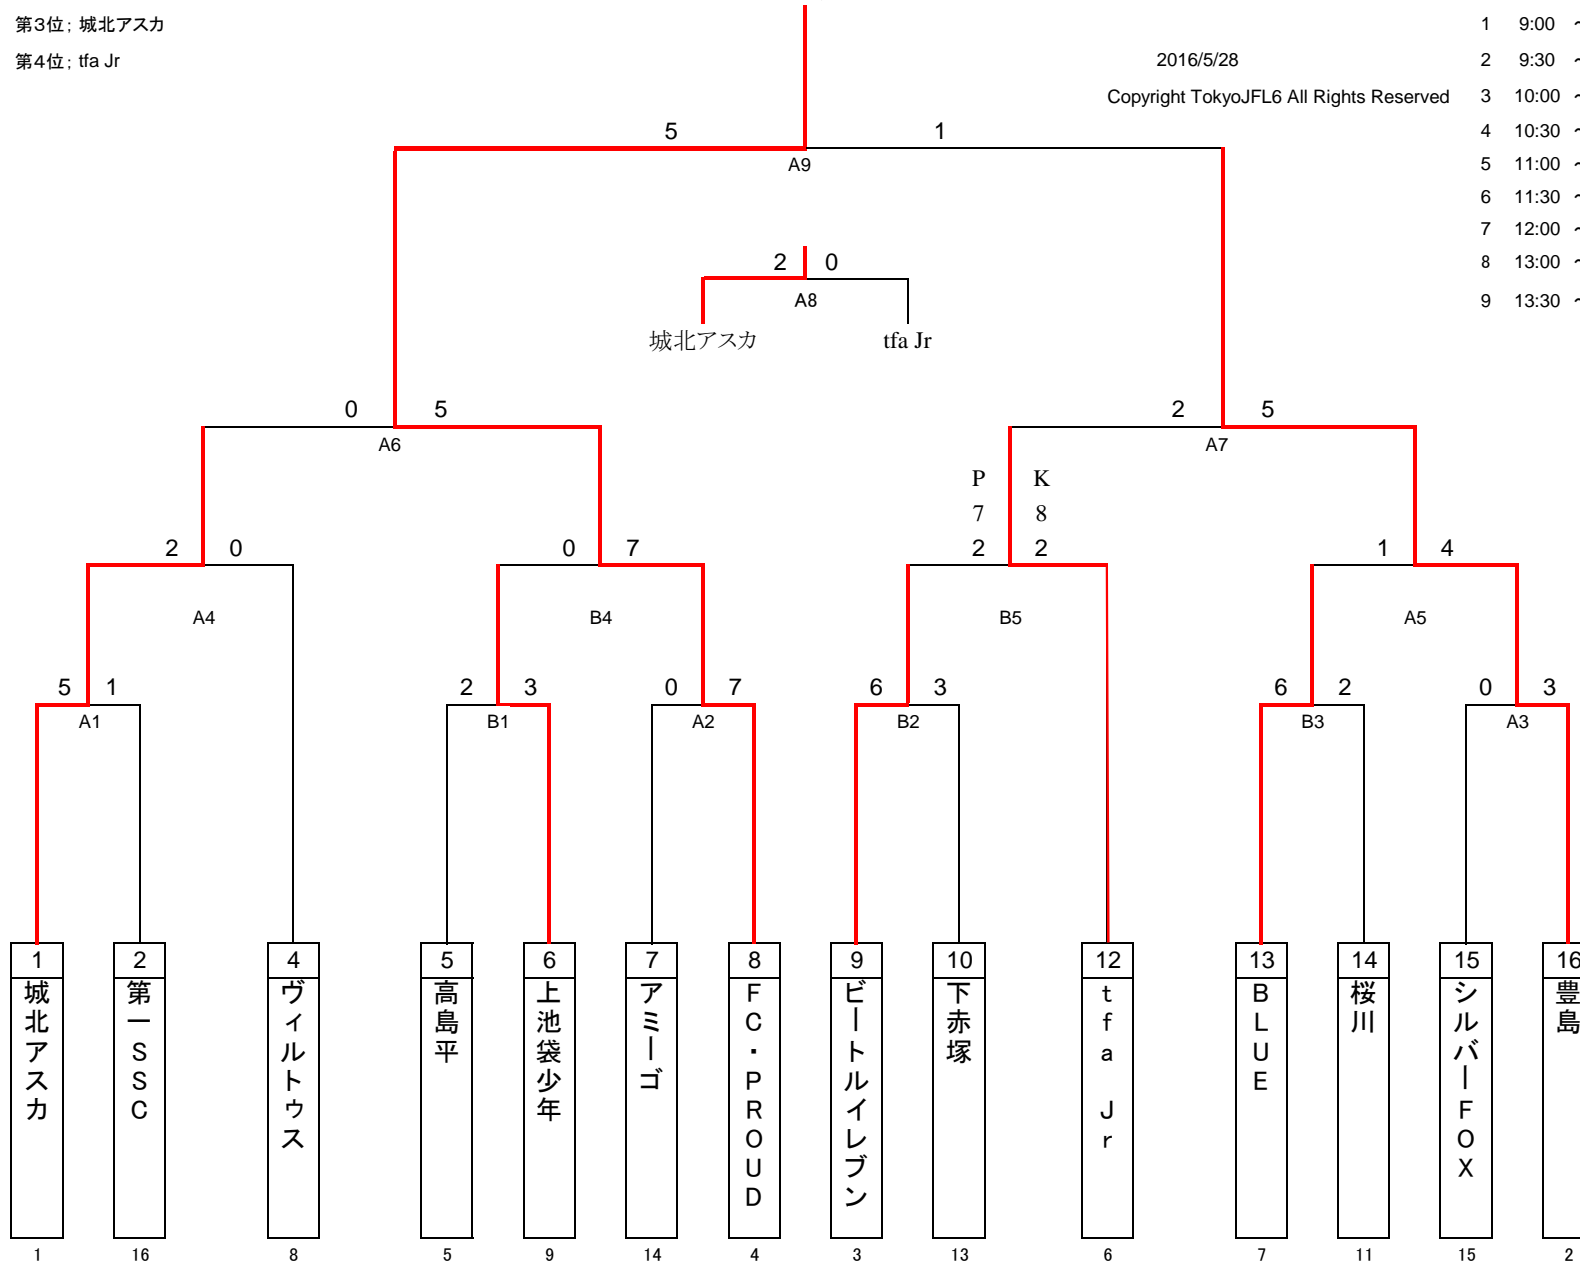 第3位; 城北アスカ
第4位; tfa Jr
2016/5/28
Copyright TokyoJFL6 All Rights Reserved
1 9:00 ~
2 9:30 ~
3 10:00 ~
4 10:30 ~
5 11:00 ~
6 11:30 ~
7 12:00 ~
8 13:00 ~
9 13:30 ~
5 1
A9
2 0
A8
城北アスカ tfa Jr
0 5 2 5
A6 A7
P K
7 8
2 0 0 7 2 2 1 4
A4 B4 B5 A5
5 1 2 3 0 7 6 3 6 2 0 3
A1 B1 A2 B2 B3 A3
1 2 4 5 6 7 8 9 10 12 13 14 15 16
城北アスカ
第一SSC
ヴィルトゥス
高島平
上池袋少年
アミーゴ
FC・PROUD
ビートルイレブン
下赤塚
tfa Jr
BLUE
桜川
シルバーFOX
豊島
1 16 8 5 9 14 4 3 13 6 7 11 15 2